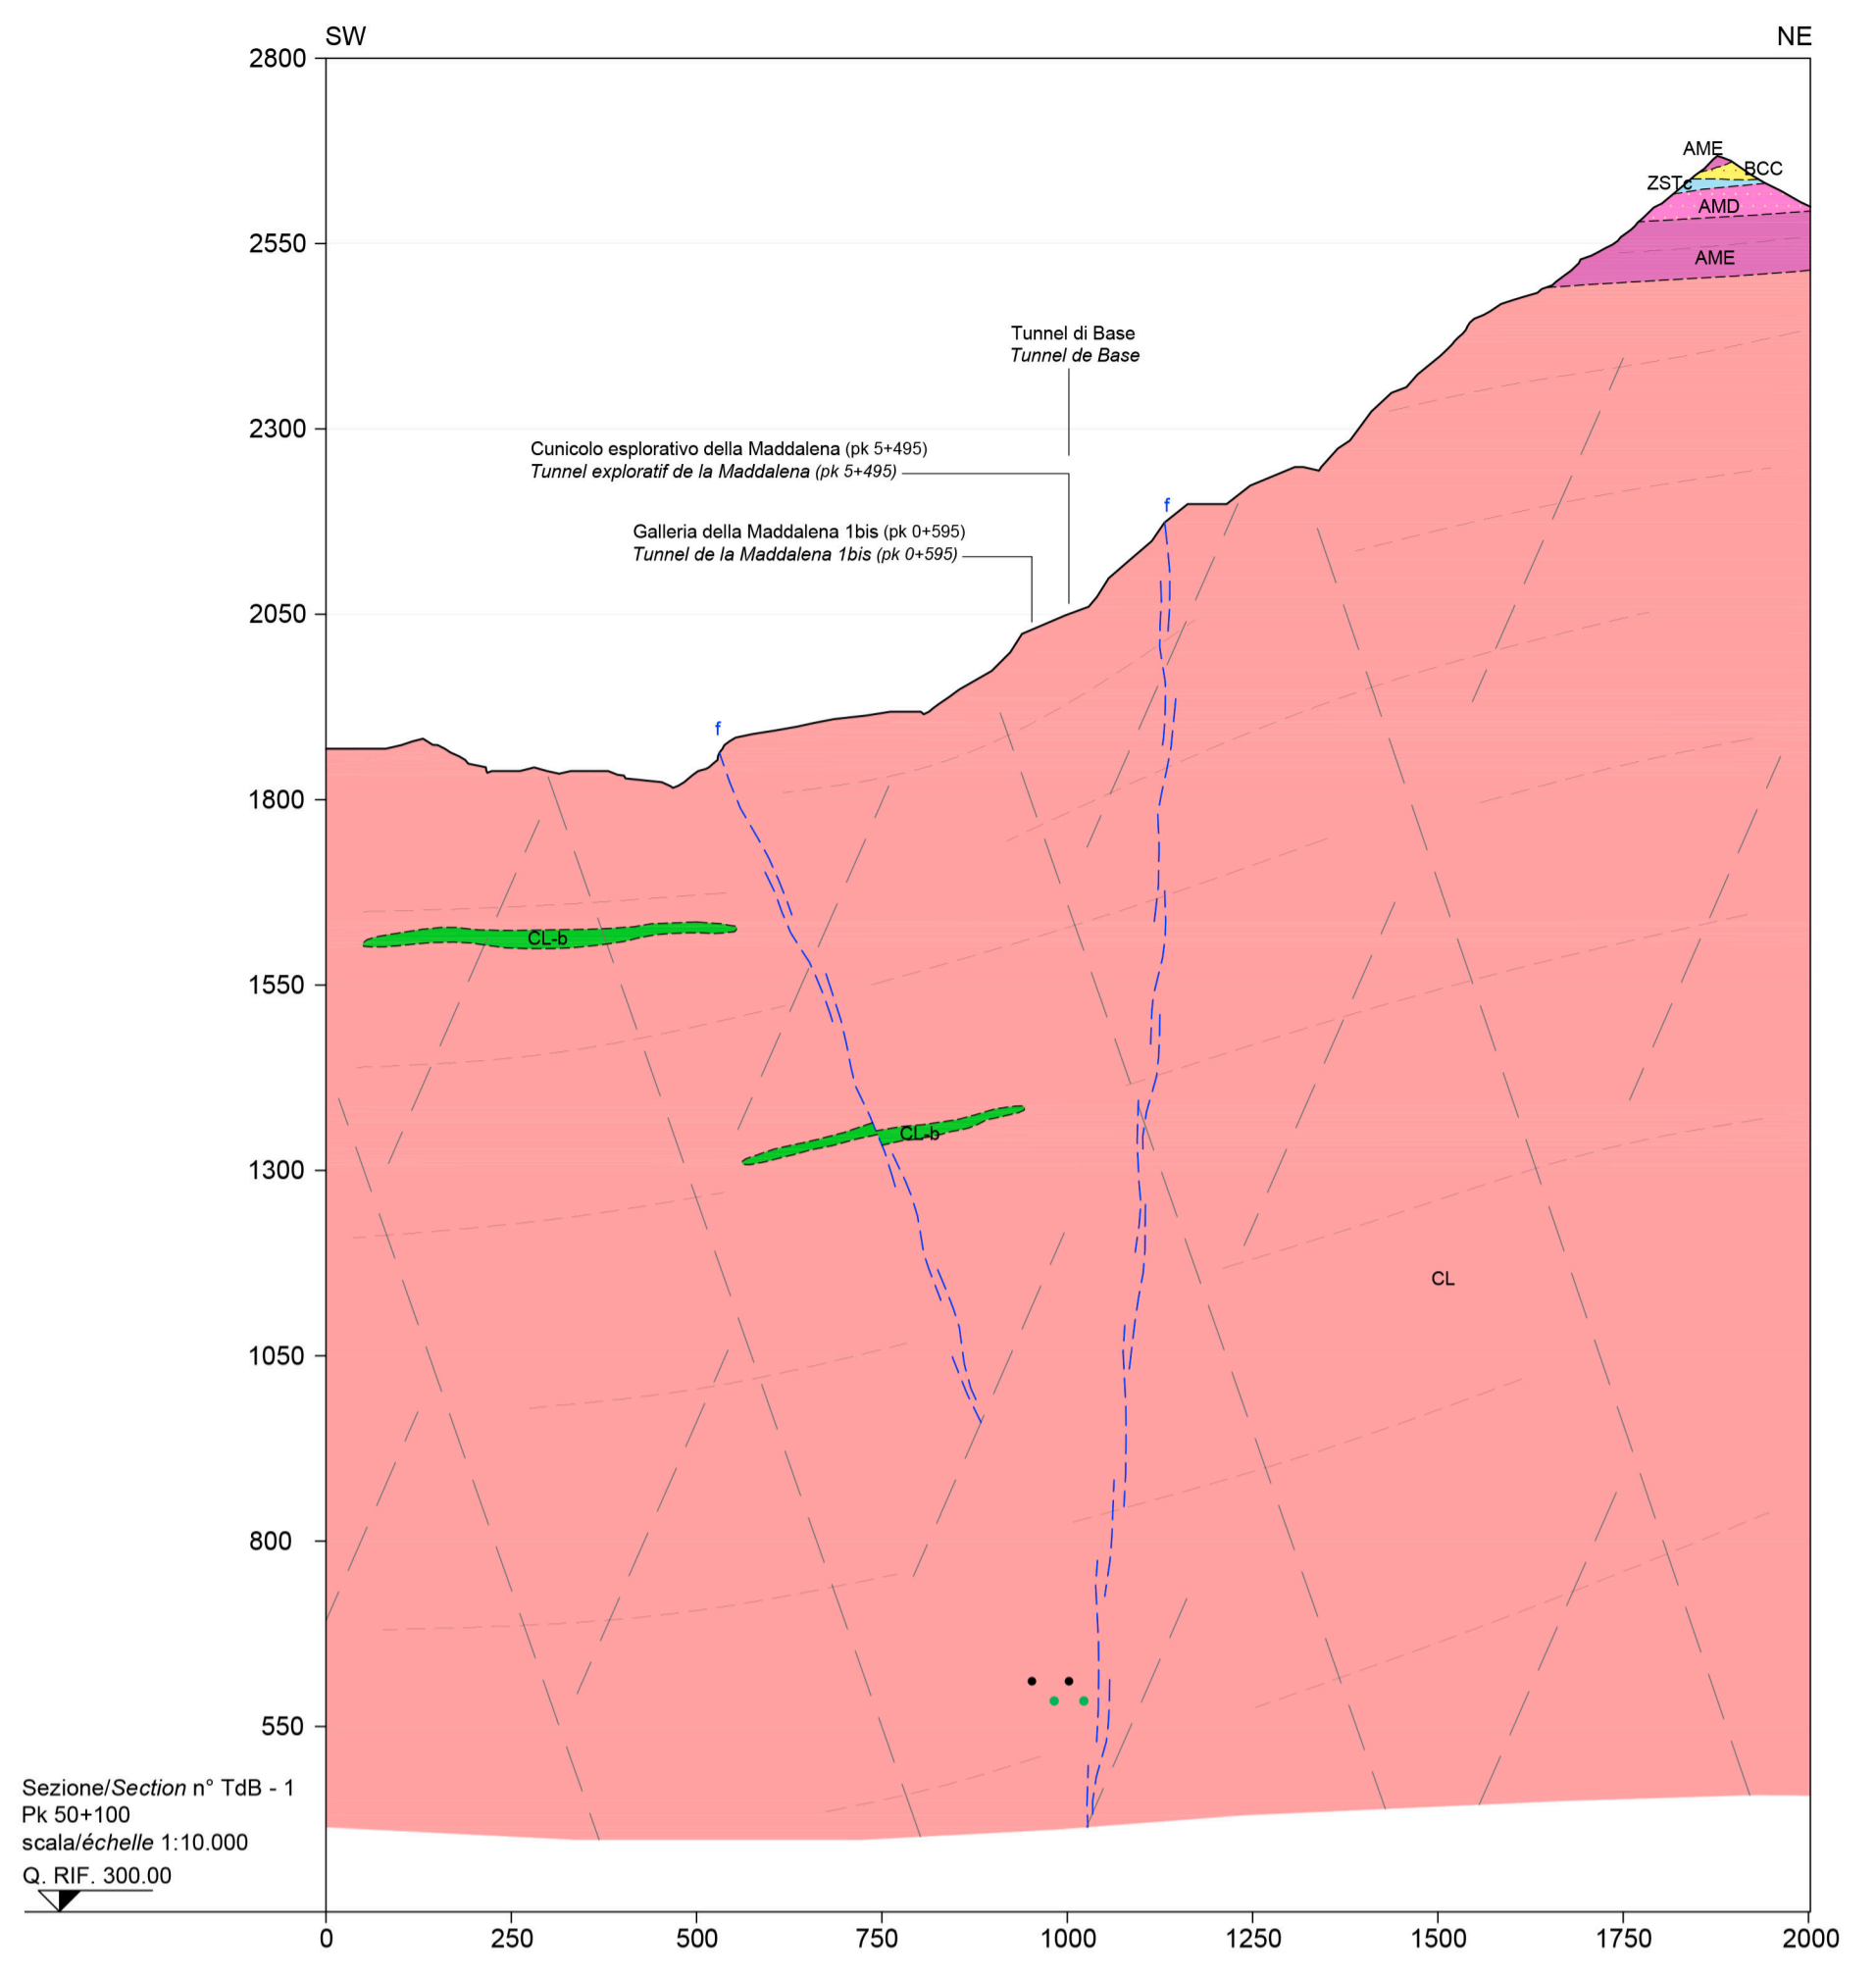 SW
NE
2800
AME
BCC
ZSTc
AMD
2550
AME
Tunnel di Base
Tunnel de Base
2300
Cunicolo esplorativo della Maddalena (pk 5+495)
Tunnel exploratif de la Maddalena (pk 5+495)
f
Galleria della Maddalena 1bis (pk 0+595)
Tunnel de la Maddalena 1bis (pk 0+595)
2050
f
1800
CL-b
1550
CL-b
1300
CL
1050
800
550
Sezione/Section n° TdB - 1
Pk 50+100
scala/échelle 1:10.000
Q. RIF. 300.00
0 250 500 750 1000 1250 1500 1750 2000